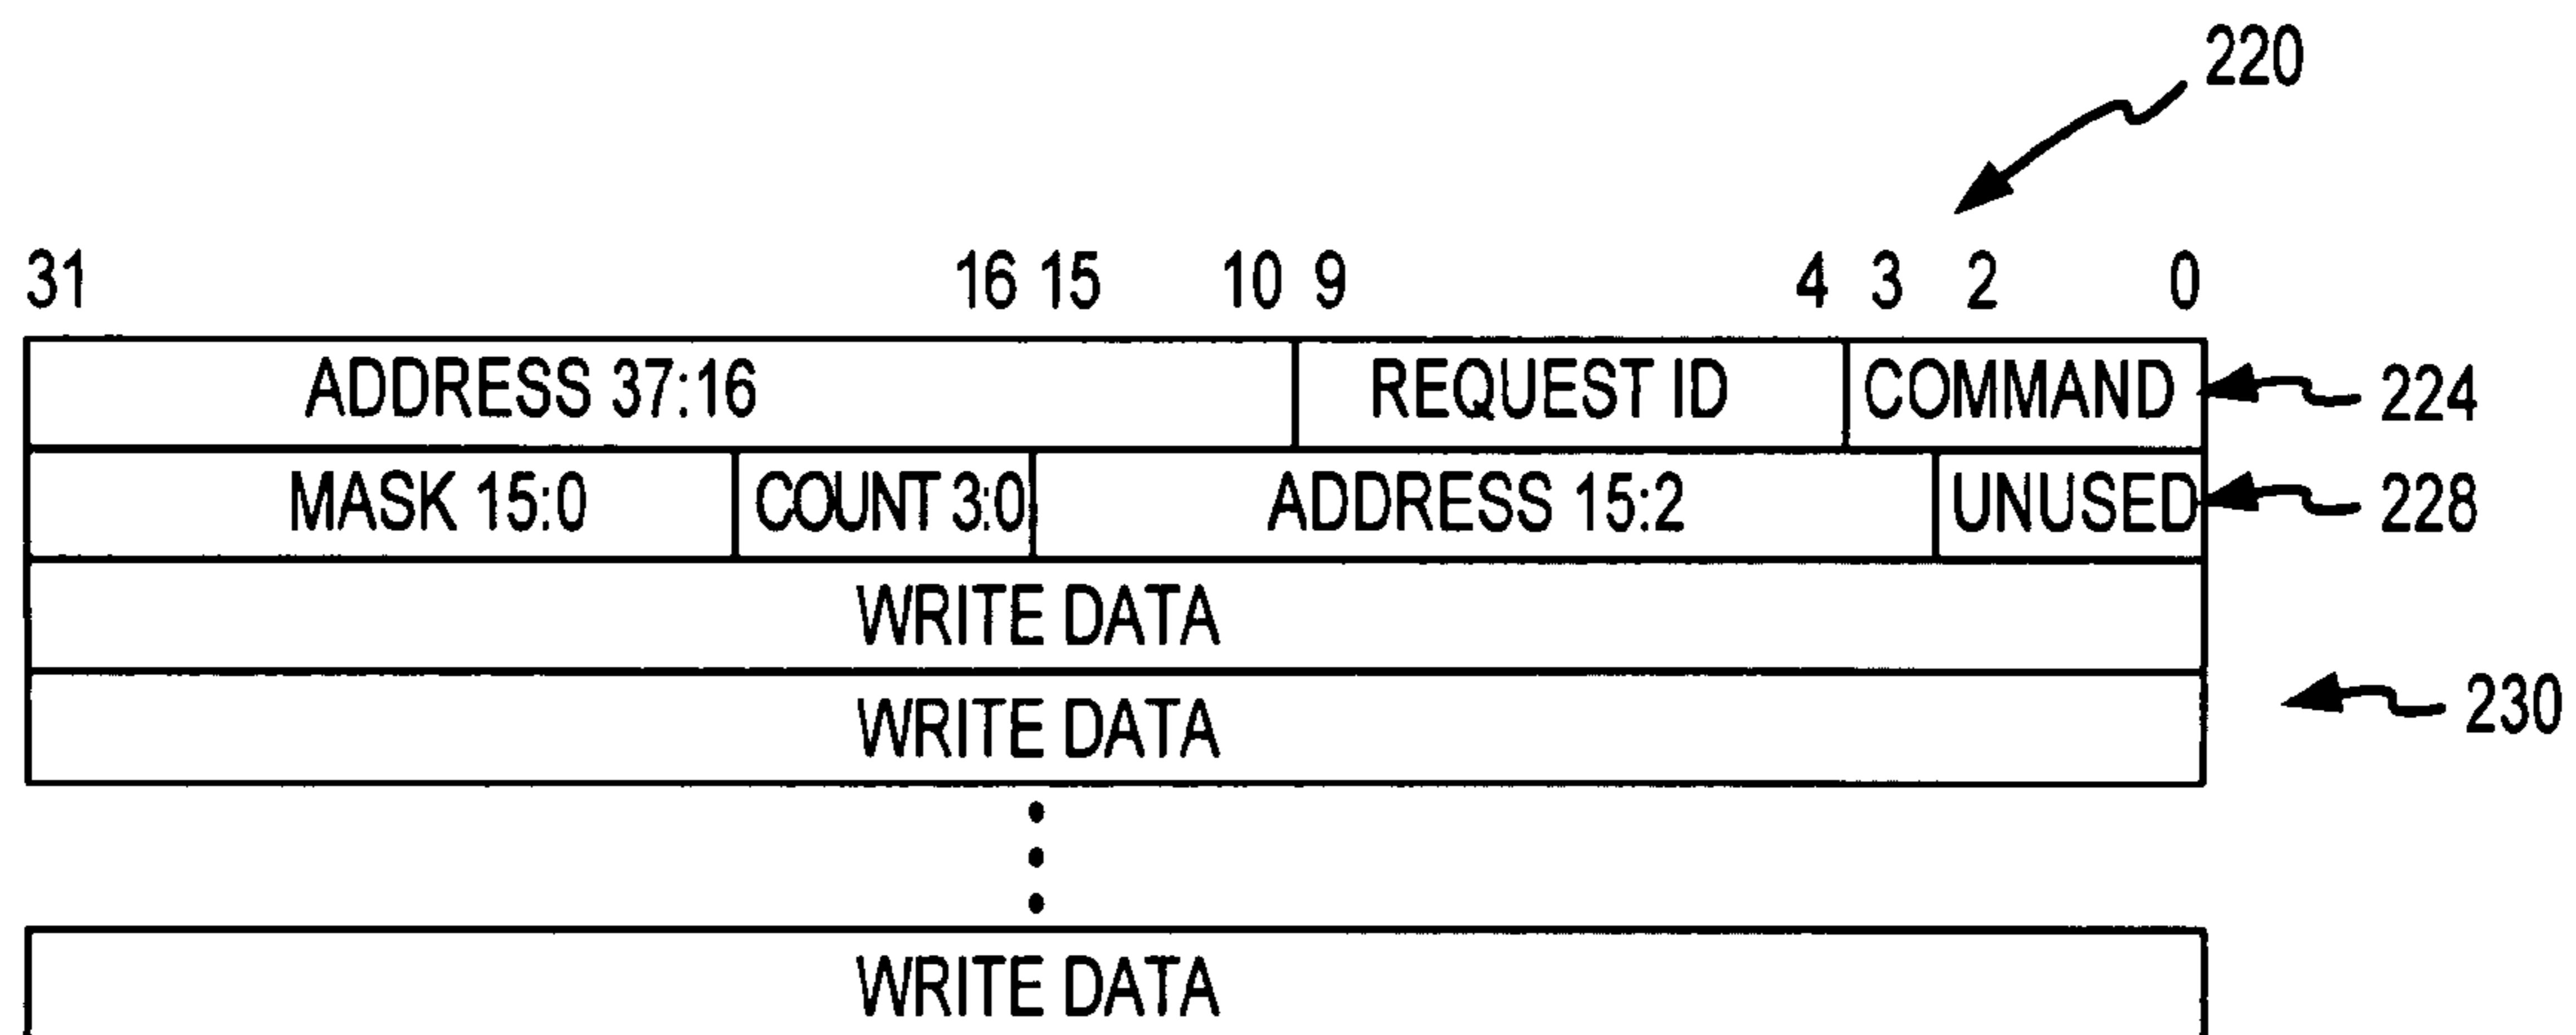 220
31 16 15 10 9 4 3 2 0
ADDRESS 37:16 REQUEST ID COMMAND 224
MASK 15:0 COUNT 3:0 ADDRESS 15:2 UNUSED 228
WRITE DATA
WRITE DATA 230
WRITE DATA